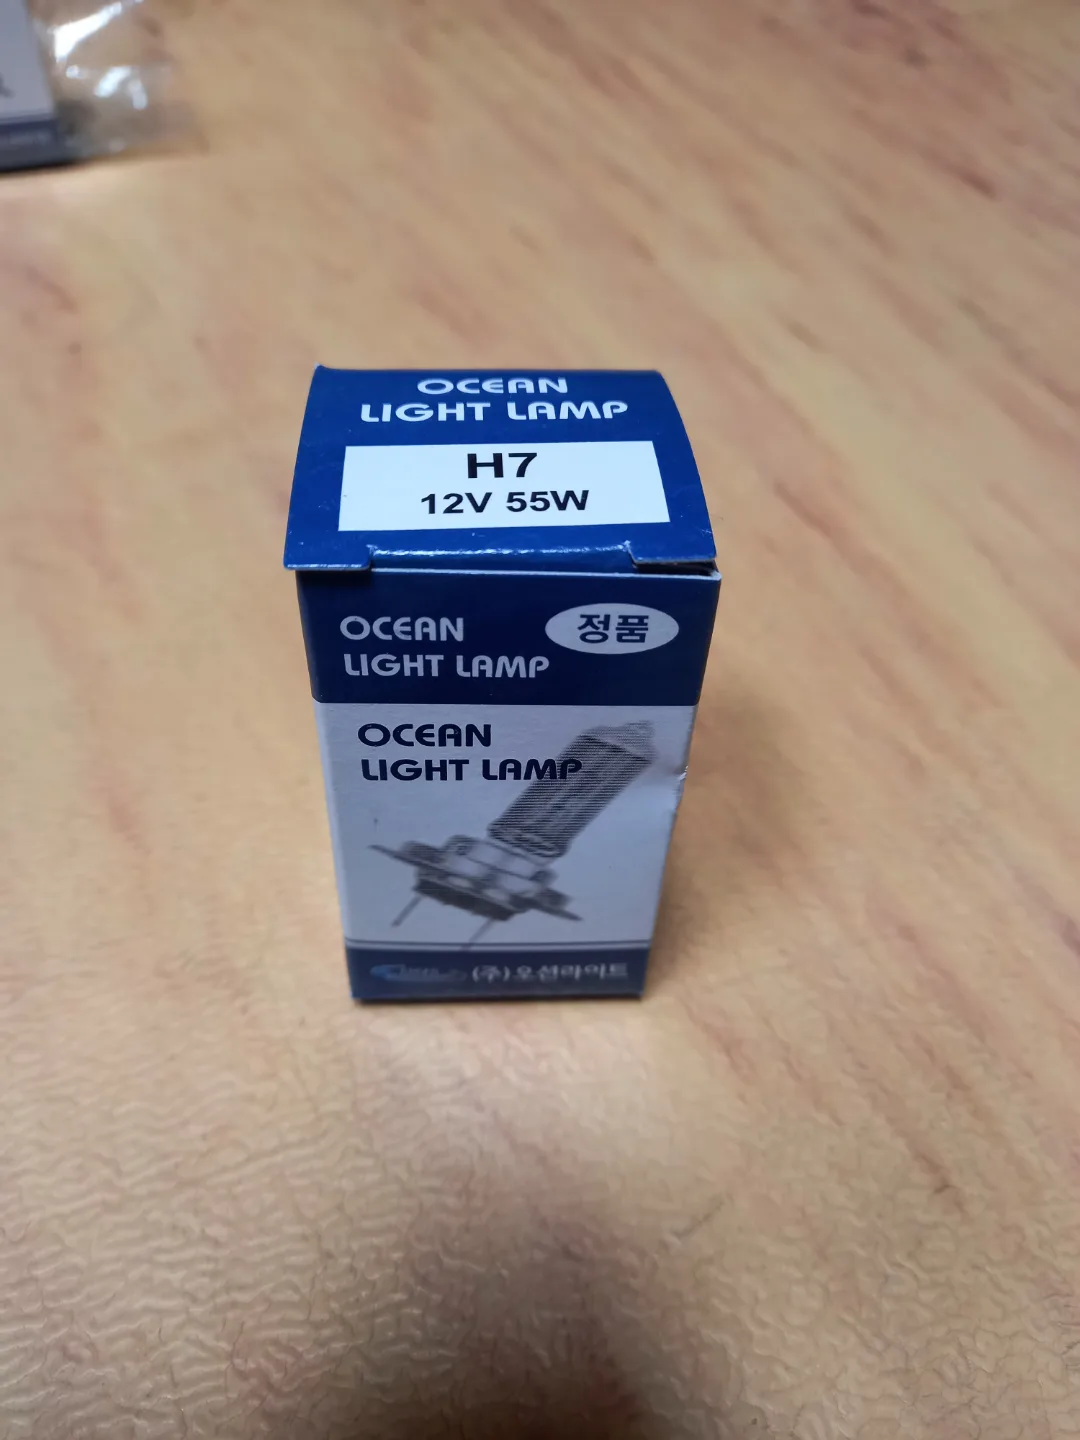 OCEAN
LIGHT LAMP
H7
12V 55W
OCEAN
LIGHT LAMP
정품
OCEAN
LIGHT LAMP
(주)오션라이트